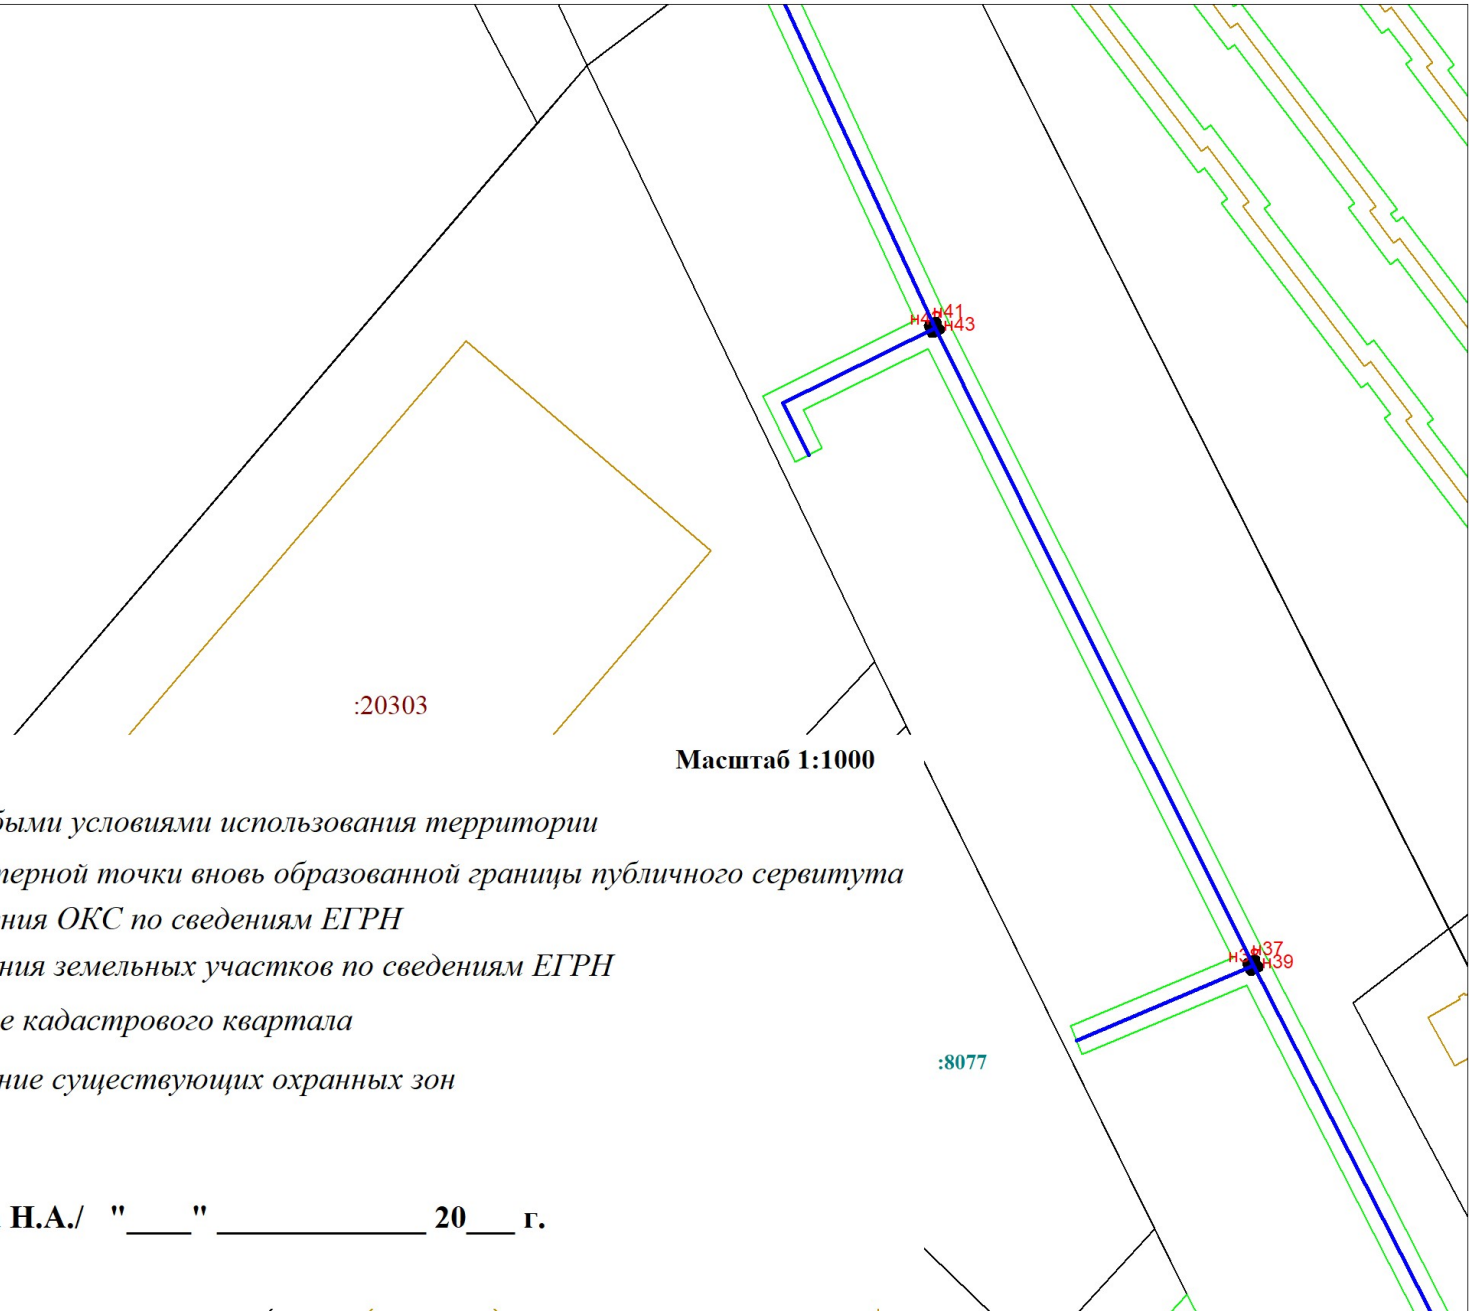 н41
н43
:20303
Масштаб 1:1000
быми условиями использования территории
терной точки вновь образованной границы публичного сервитута
ния ОКС по сведениям ЕГРН
н37
н39
ния земельных участков по сведениям ЕГРН
е кадастрового квартала
:8077
ние существующих охранных зон
Н.А./ "____" _____________ 20___ г.